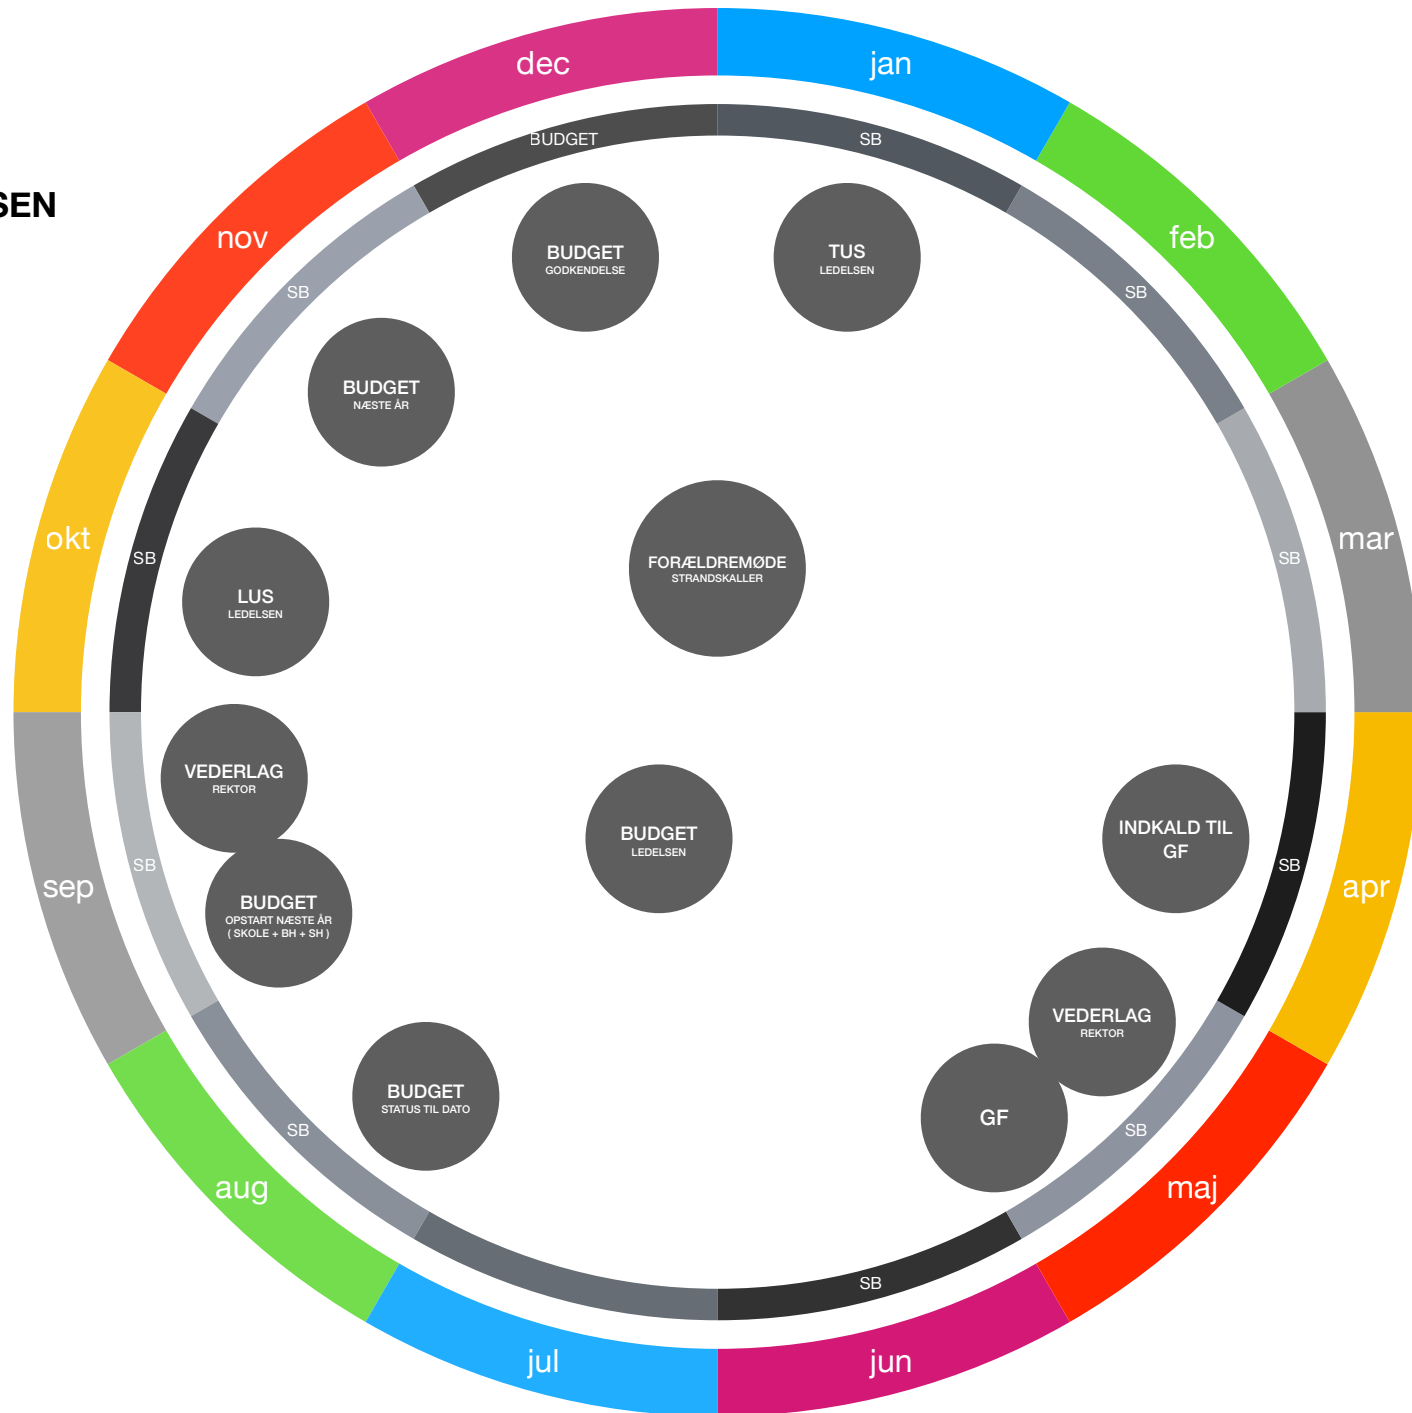 SEN
dec
jan
BUDGET
SB
nov
feb
BUDGET
GODKENDELSE
TUS
LEDELSEN
SB
SB
BUDGET
NÆSTE ÅR
okt
mar
SB
SB
FORÆLDREMØDE
STRANDSKALLER
LUS
LEDELSEN
VEDERLAG
REKTOR
BUDGET
LEDELSEN
INDKALD TIL
GF
SB
SB
sep
apr
BUDGET
OPSTART NÆSTE ÅR
( SKOLE + BH + SH )
VEDERLAG
REKTOR
BUDGET
STATUS TIL DATO
GF
SB
SB
aug
maj
SB
jul
jun